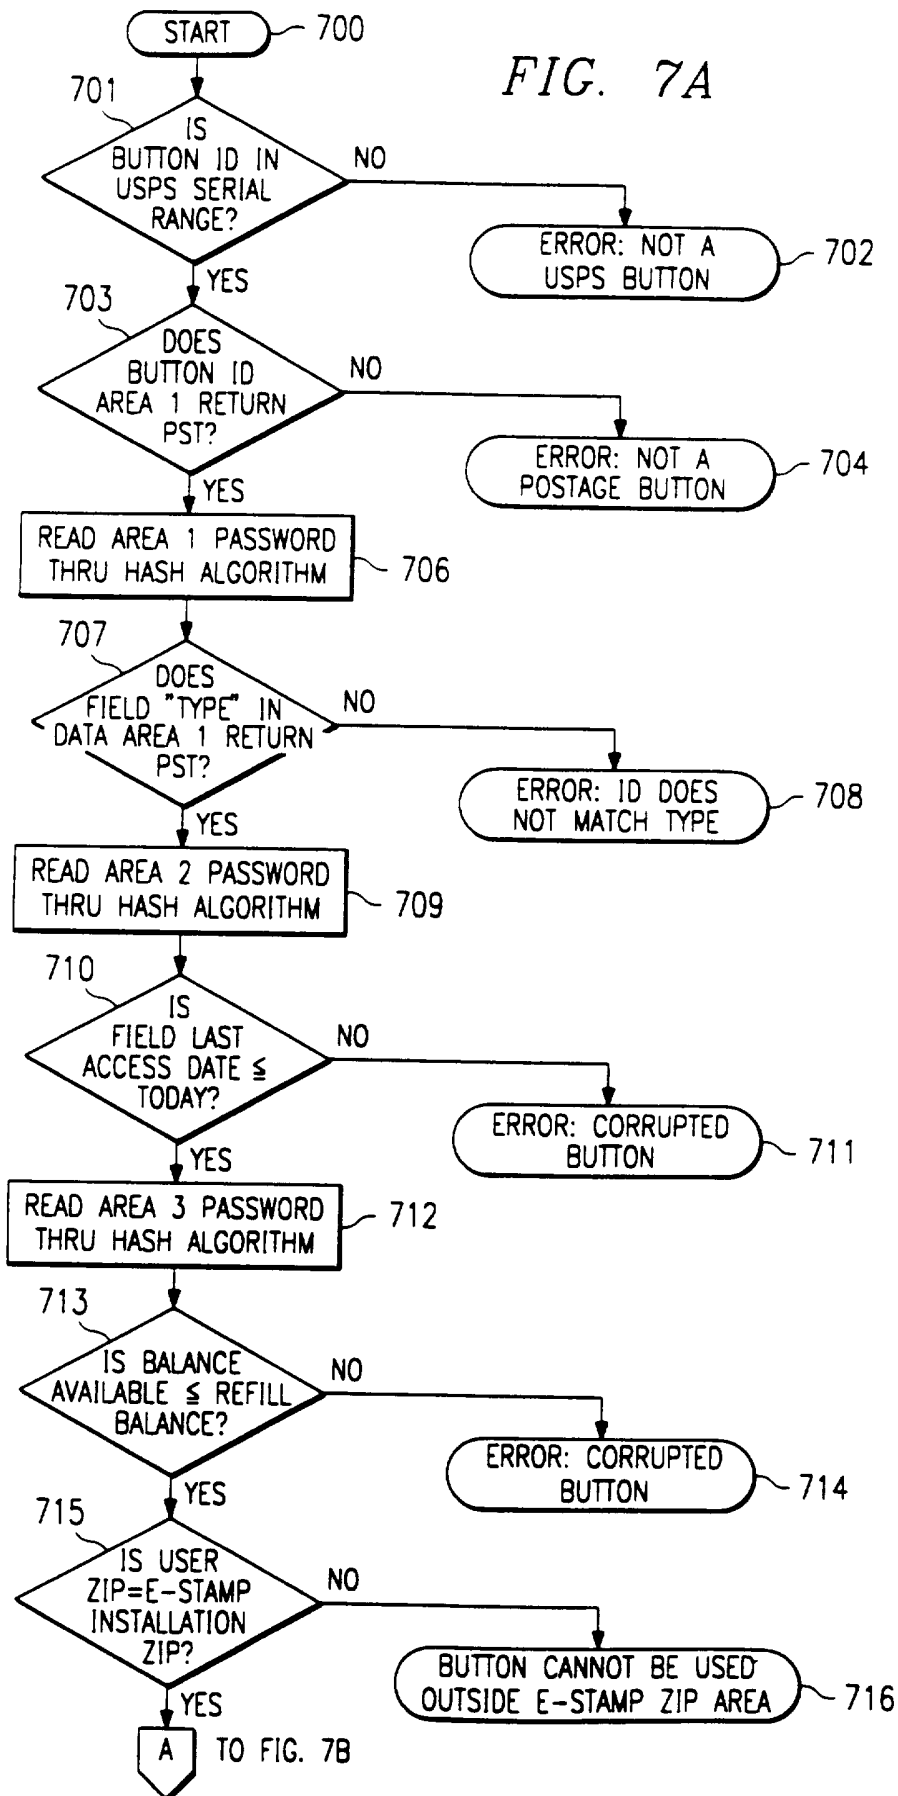 START
700
FIG. 7A
701
IS
BUTTON ID IN
USPS SERIAL
RANGE?
NO
ERROR: NOT A
USPS BUTTON
702
YES
703
DOES
BUTTON ID
AREA 1 RETURN
PST?
NO
ERROR: NOT A
POSTAGE BUTTON
704
YES
READ AREA 1 PASSWORD
THRU HASH ALGORITHM
706
707
DOES
FIELD "TYPE" IN
DATA AREA 1 RETURN
PST?
NO
ERROR: ID DOES
NOT MATCH TYPE
708
YES
READ AREA 2 PASSWORD
THRU HASH ALGORITHM
709
710
IS
FIELD LAST
ACCESS DATE ≤
TODAY?
NO
ERROR: CORRUPTED
BUTTON
711
YES
READ AREA 3 PASSWORD
THRU HASH ALGORITHM
712
713
IS BALANCE
AVAILABLE ≤ REFILL
BALANCE?
NO
ERROR: CORRUPTED
BUTTON
714
YES
715
IS USER
ZIP=E-STAMP
INSTALLATION
ZIP?
NO
BUTTON CANNOT BE USED
OUTSIDE E-STAMP ZIP AREA
716
YES
A
TO FIG. 7B